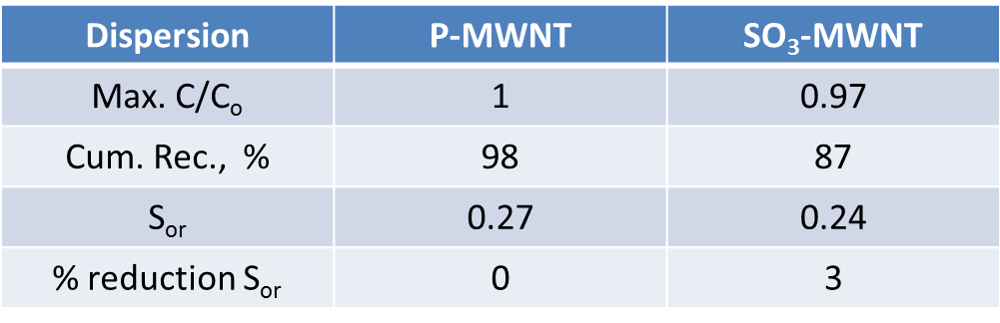 Dispersion P-MWNT SO₃-MWNT
Max. C/Cₒ 1 0.97
Cum. Rec., % 98 87
Sₒᵣ 0.27 0.24
% reduction Sₒᵣ 0 3